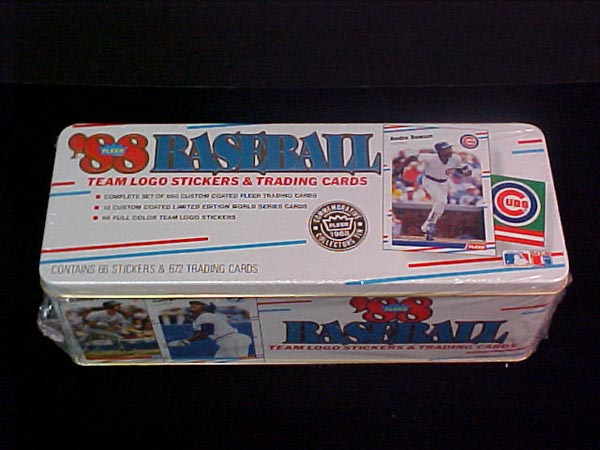 '88 BASEBALL
FLEER
TEAM LOGO STICKERS & TRADING CARDS
COMPLETE SET OF 660 CUSTOM COATED FLEER TRADING CARDS
12 CUSTOM COATED LIMITED EDITION WORLD SERIES CARDS
66 FULL COLOR TEAM LOGO STICKERS
COMMEMORATIVE
FLEER
1988
COLLECTORS TIN
Andre Dawson
FLEER
CUBS
CONTAINS 66 STICKERS & 672 TRADING CARDS
'88
FLEER
BASEBALL
TEAM LOGO STICKERS & TRADING CARDS